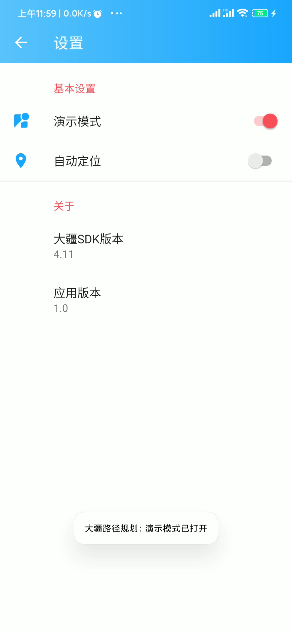 上午11:59 | 0.0K/s ···
76
设置
基本设置
演示模式
自动定位
关于
大疆SDK版本
4.11
应用版本
1.0
大疆路径规划：演示模式已打开